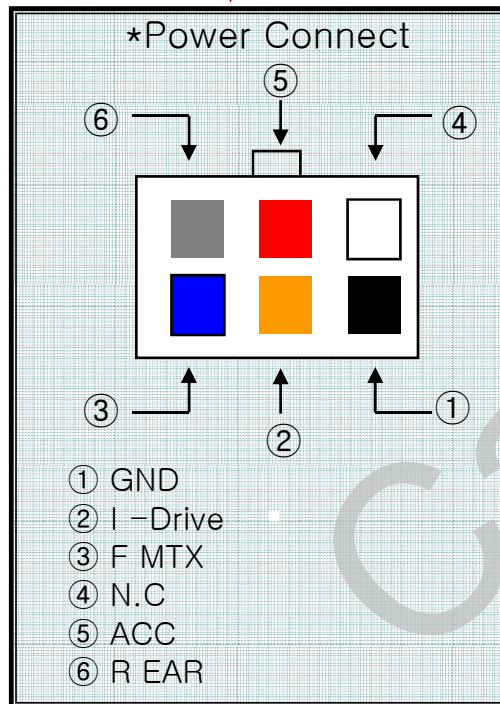 *Power Connect
⑤
⑥ ④
③ ①
②
① GND
② I -Drive
③ F MTX
④ N.C
⑤ ACC
⑥ R EAR